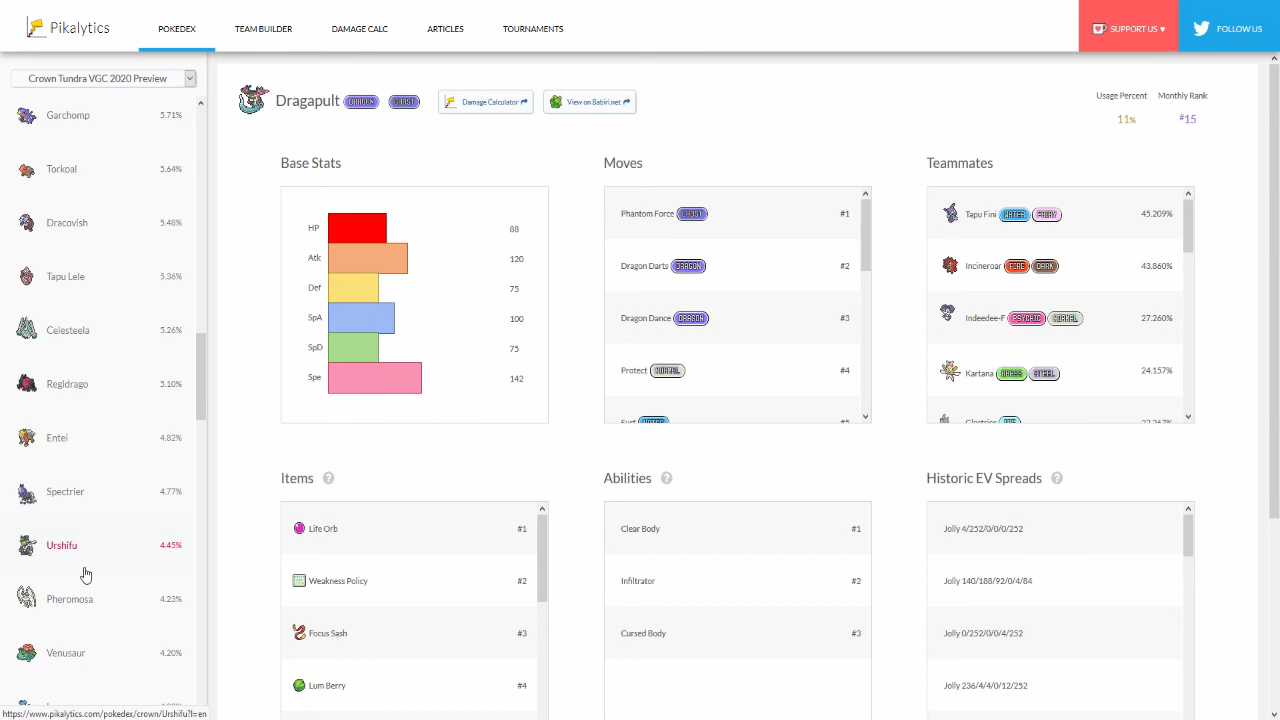 Pikalytics
POKEDEX
TEAM BUILDER
DAMAGE CALC
ARTICLES
TOURNAMENTS
SUPPORT US ♥
FOLLOW US
Crown Tundra VGC 2020 Preview
Garchomp 5.71%
Torkoal 5.64%
Dracovish 5.48%
Tapu Lele 5.36%
Celesteela 5.26%
Regidrago 5.10%
Entei 4.82%
Spectrier 4.77%
Urshifu 4.45%
Pheromosa 4.23%
Venusaur 4.20%
https://www.pikalytics.com/pokedex/crown/Urshifu?l=en
Dragapult DRAGON GHOST
Damage Calculator
View on Babiri.net
Usage Percent
11%
Monthly Rank
#15
Base Stats
HP 88
Atk 120
Def 75
SpA 100
SpD 75
Spe 142
Moves
Phantom Force GHOST #1
Dragon Darts DRAGON #2
Dragon Dance DRAGON #3
Protect NORMAL #4
Teammates
Tapu Fini WATER FAIRY 45.209%
Incineroar FIRE DARK 43.860%
Indeedee-F PSYCHIC NORMAL 27.260%
Kartana GRASS STEEL 24.157%
Items ?
Life Orb #1
Weakness Policy #2
Focus Sash #3
Lum Berry #4
Abilities ?
Clear Body #1
Infiltrator #2
Cursed Body #3
Historic EV Spreads ?
Jolly 4/252/0/0/0/252
Jolly 140/188/92/0/4/84
Jolly 0/252/0/0/4/252
Jolly 236/4/4/0/12/252